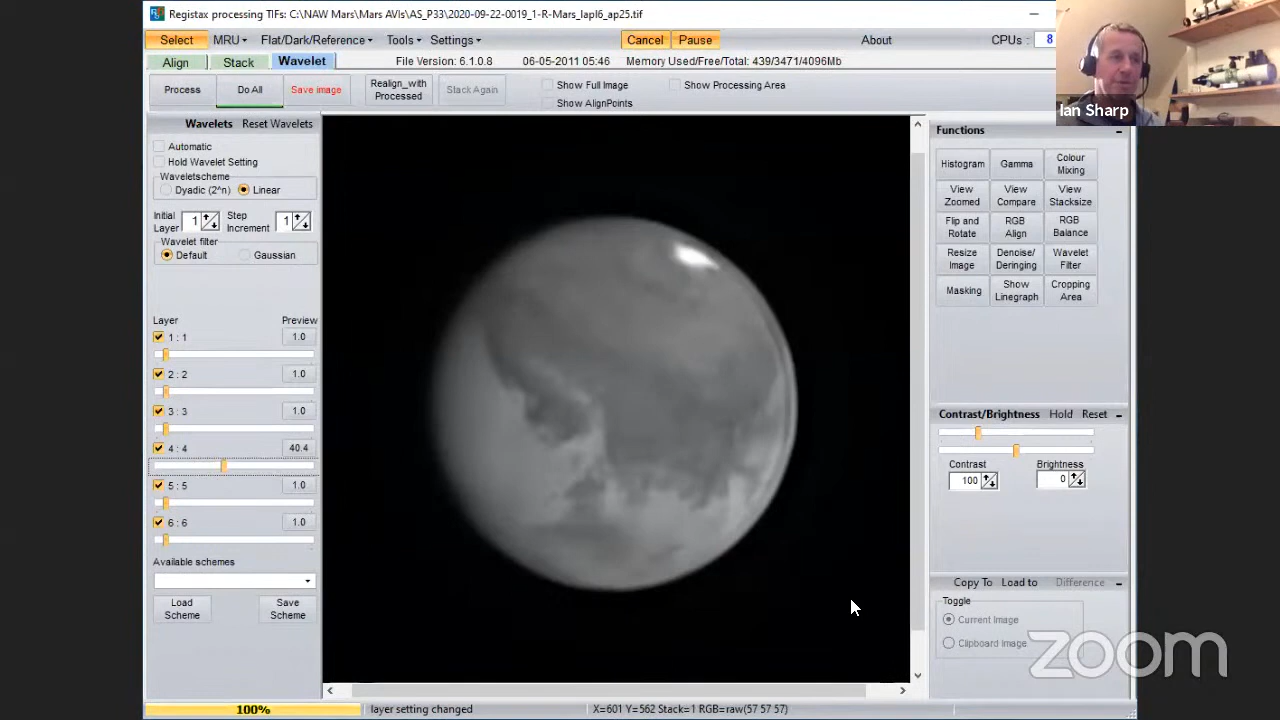 Registax processing TIFs: C:\NAW Mars\Mars AVIs\AS_P33\2020-09-22-0019_1-R-Mars_lapl6_ap25.tif
Select MRU Flat/Dark/Reference Tools Settings Cancel Pause About CPUs: 8
Align Stack Wavelet File Version: 6.1.0.8 06-05-2011 05:46 Memory Used/Free/Total: 439/3471/4096Mb
Process Do All Save image Realign_with Processed Stack Again Show Full Image Show Processing Area
Show AlignPoints
Ian Sharp
Wavelets Reset Wavelets
Automatic
Hold Wavelet Setting
Waveletscheme
Dyadic (2^n) Linear
Initial Layer 1 Step Increment 1
Wavelet filter
Default Gaussian
Layer Preview
1 : 1 1.0
2 : 2 1.0
3 : 3 1.0
4 : 4 40.4
5 : 5 1.0
6 : 6 1.0
Available schemes
Load Scheme Save Scheme
Functions
Histogram Gamma Colour Mixing
View Zoomed View Compare View Stacksize
Flip and Rotate RGB Align RGB Balance
Resize Image Denoise/ Deringing Wavelet Filter
Masking Show Linegraph Cropping Area
Contrast/Brightness Hold Reset
Contrast Brightness
100 0
Copy To Load to Difference
Toggle
Current Image
Clipboard Image
zoom
100% layer setting changed X=601 Y=562 Stack=1 RGB=raw(57 57 57)